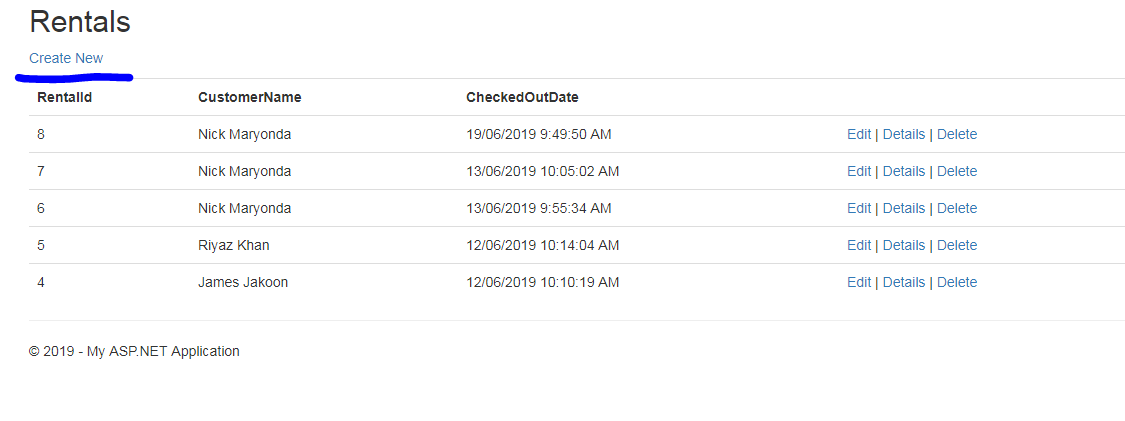 Rentals
Create New
RentalId CustomerName CheckedOutDate
8 Nick Maryonda 19/06/2019 9:49:50 AM Edit | Details | Delete
7 Nick Maryonda 13/06/2019 10:05:02 AM Edit | Details | Delete
6 Nick Maryonda 13/06/2019 9:55:34 AM Edit | Details | Delete
5 Riyaz Khan 12/06/2019 10:14:04 AM Edit | Details | Delete
4 James Jakoon 12/06/2019 10:10:19 AM Edit | Details | Delete
© 2019 - My ASP.NET Application